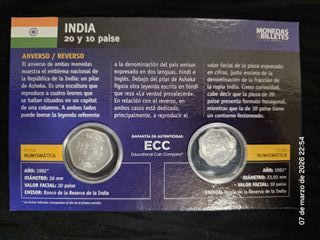 INDIA
20 y 10 paise
MONEDAS
BILLETES
ANVERSO / REVERSO
El anverso de ambas monedas
muestra el emblema nacional de
la República de la India: un pilar
de Ashoka. Es una escultura que
reproduce a cuatro leones que
se hallan situados en un capitel
de una columna. A ambos lados
puede leerse la leyenda referente
a la denominación del país emisor
expresado en dos lenguas, hindi e
inglés. Debajo del pilar de Ashoka
figura otra leyenda escrita en hindi
que reza «La verdad prevalecerá».
En relación con el reverso, en
ambos casos está dedicado,
únicamente, a reproducir el
valor facial de la pieza expresado
en cifras, justo encima de la
denominación de la fracción de
la rupia india. Como curiosidad,
cabe decir que la pieza de 20
paise presenta formato hexagonal,
mientras que la de 10 paise tiene
un contorno festoneado.
FICHA
NUMISMÁTICA
GARANTÍA DE AUTENTICIDAD
ECC
Educational Coin Company®
FICHA
NUMISMÁTICA
AÑO: 1982*
DIÁMETRO: 26 mm
VALOR FACIAL: 20 paise
EMISOR: Banco de la Reserva de la India
AÑO: 1983*
DIÁMETRO: 23,03 mm
VALOR FACIAL: 10 paise
EMISOR: Banco de la Reserva de la India
07 de marzo de 2026 22:54